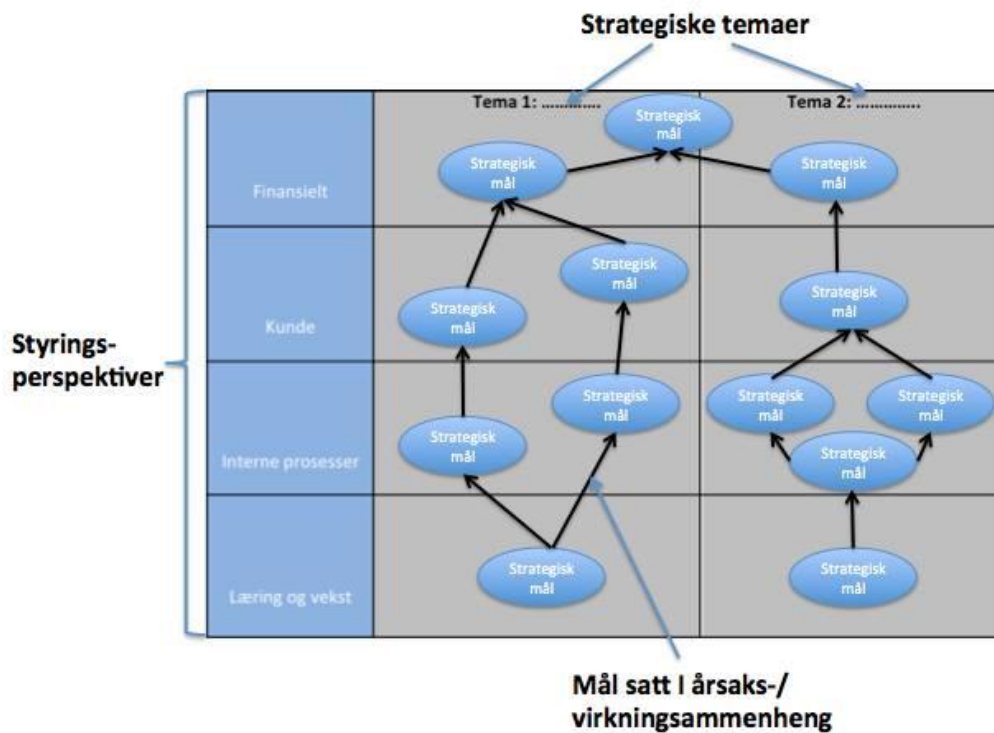 Strategiske temaer
Tema 1: .............
Tema 2: .............
Strategisk
mål
Finansielt
Strategisk
mål
Strategisk
mål
Kunde
Strategisk
mål
Strategisk
mål
Strategisk
mål
Styrings-
perspektiver
Interne prosesser
Strategisk
mål
Strategisk
mål
Strategisk
mål
Strategisk
mål
Strategisk
mål
Læring og vekst
Strategisk
mål
Strategisk
mål
Mål satt I årsaks-/
virkningsammenheng